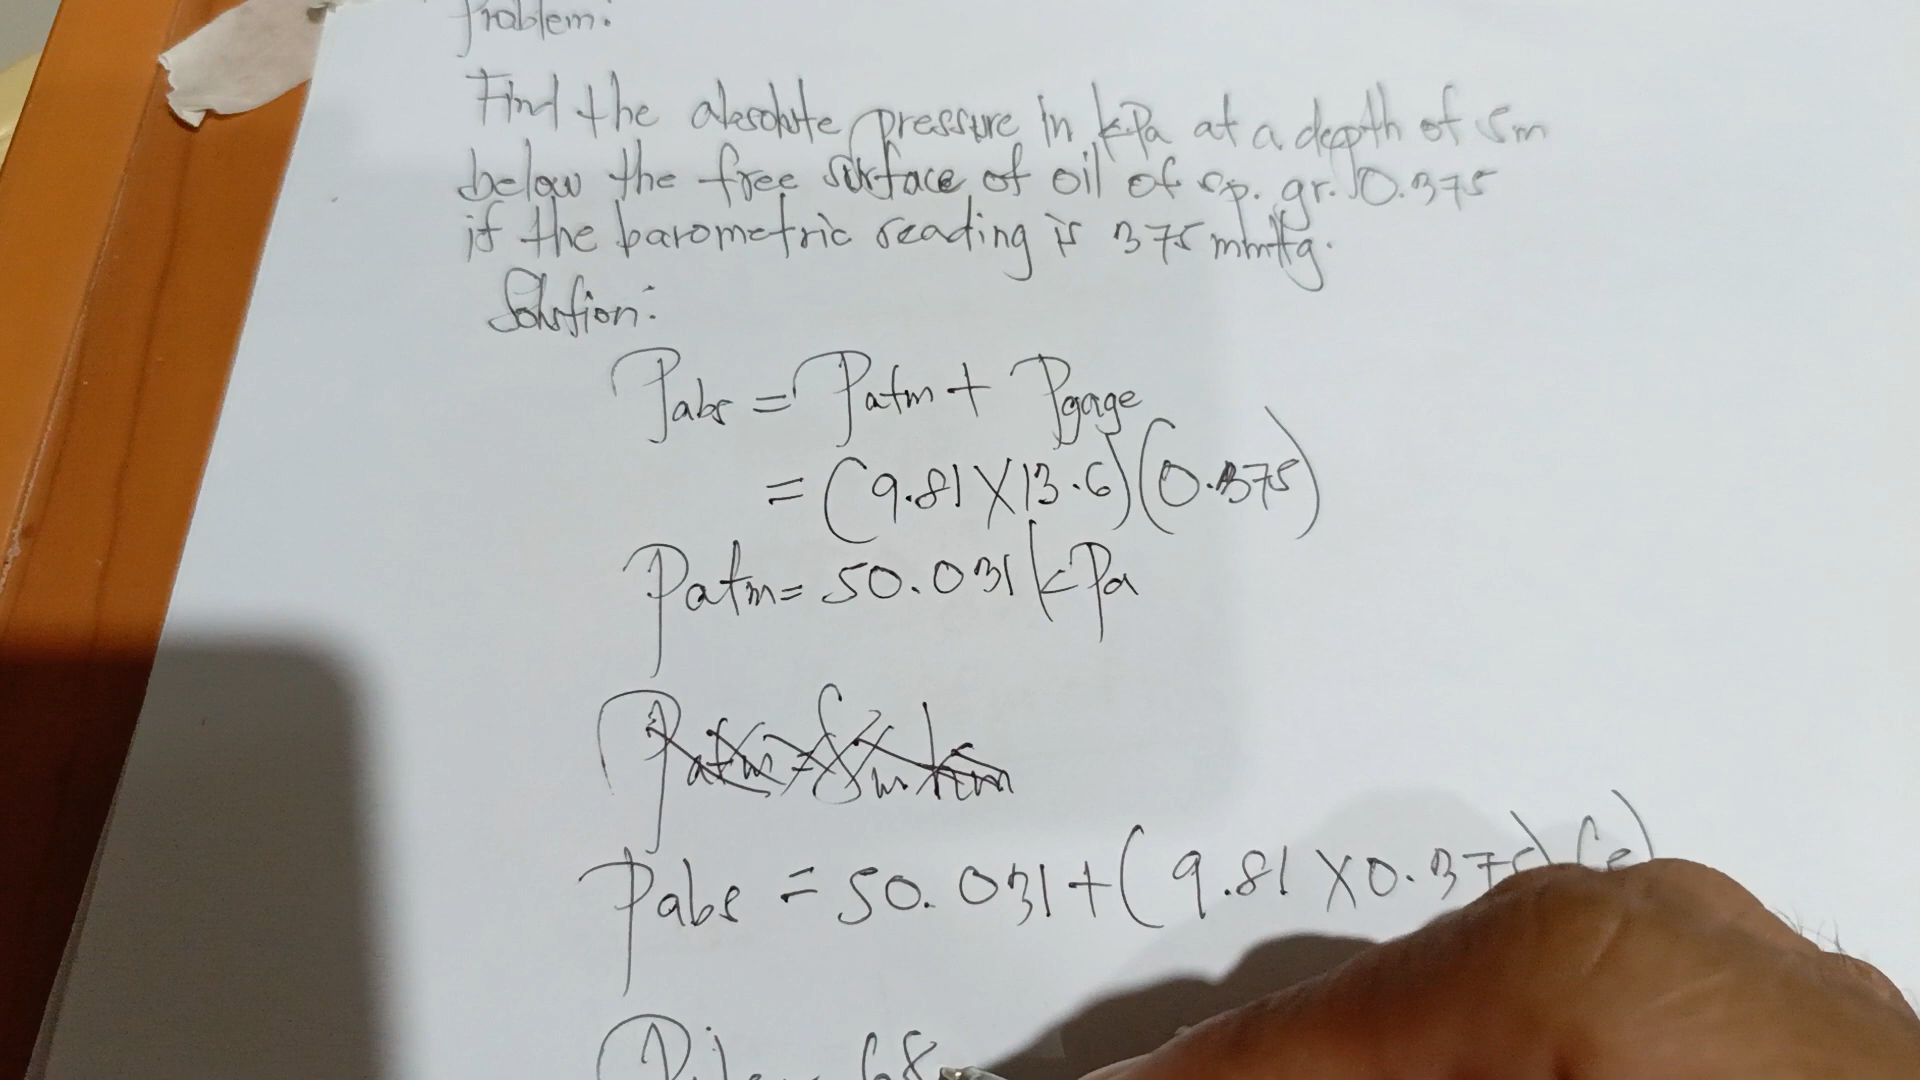 Problem:
Find the absolute pressure in kPa at a depth of 5m
below the free surface of oil of sp. gr. 0.375
if the barometric reading is 375 mmHg.
Solution:
Pabs = Patm + Pgage
= (9.81 X 13.6)(0.375)
Patm = 50.031 kPa
Pabs = 50.031 + (9.81 X 0.375)
68